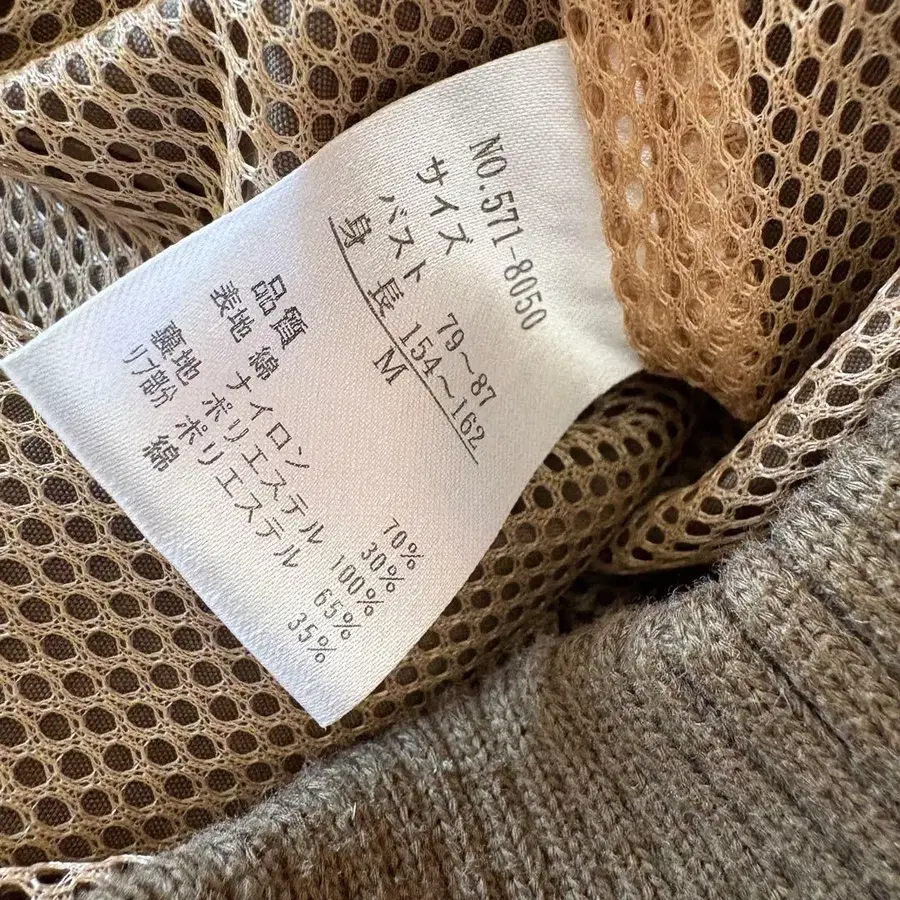 NO.571-8050
サイズ
バスト 79～87
身長 154～162
M
品質
表地 綿 70%
ナイロン 30%
裏地 ポリエステル 100%
リブ部分 ポリエステル 65%
綿 35%